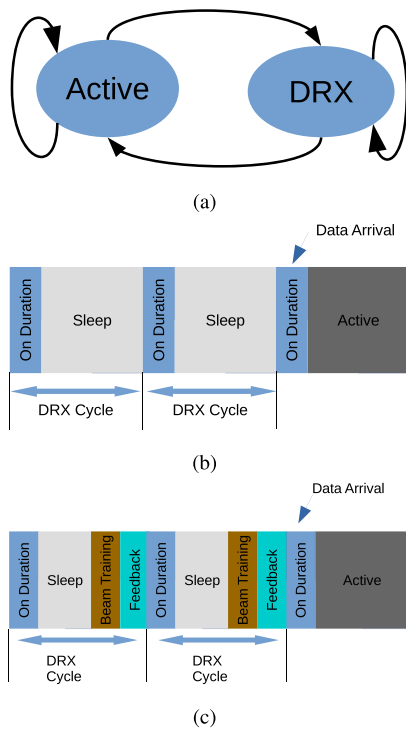 Active
DRX
(a)
Data Arrival
On Duration
Sleep
On Duration
Sleep
On Duration
Active
DRX Cycle
DRX Cycle
(b)
Data Arrival
On Duration
Sleep
Beam Training
Feedback
On Duration
Sleep
Beam Training
Feedback
On Duration
Active
DRX
Cycle
DRX
Cycle
(c)